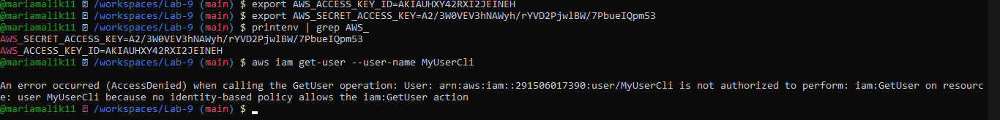 @mariamalik11 /workspaces/Lab-9 (main) $ export AWS_ACCESS_KEY_ID=AKIAUHXY42RXI2JEINEH
@mariamalik11 /workspaces/Lab-9 (main) $ export AWS_SECRET_ACCESS_KEY=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
@mariamalik11 /workspaces/Lab-9 (main) $ printenv | grep AWS_
AWS_SECRET_ACCESS_KEY=A2/3W0VEV3hNAWyh/rYVD2PjwlBW/7PbueIQpm53
AWS_ACCESS_KEY_ID=AKIAUHXY42RXI2JEINEH
@mariamalik11 /workspaces/Lab-9 (main) $ aws iam get-user --user-name MyUserCli
An error occurred (AccessDenied) when calling the GetUser operation: User: arn:aws:iam::291506017390:user/MyUserCli is not authorized to perform: iam:GetUser on resourc
e: user MyUserCli because no identity-based policy allows the iam:GetUser action
@mariamalik11 /workspaces/Lab-9 (main) $